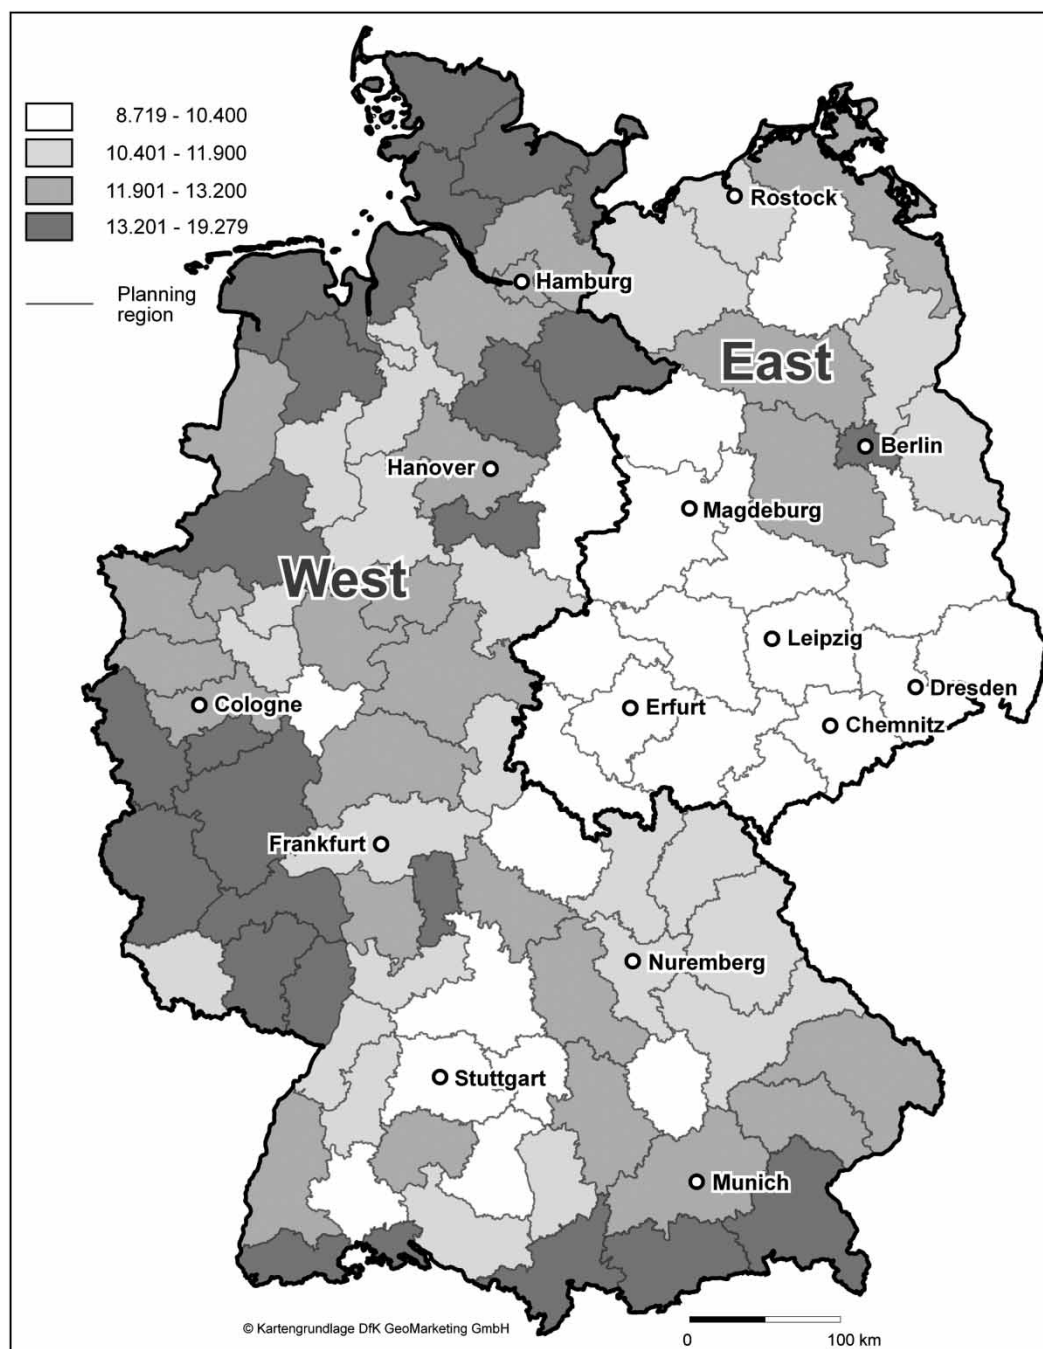 8.719 - 10.400
10.401 - 11.900
11.901 - 13.200
13.201 - 19.279
Planning
region
Rostock
Hamburg
East
Berlin
Hanover
Magdeburg
West
Leipzig
Dresden
Cologne
Erfurt
Chemnitz
Frankfurt
Nuremberg
Stuttgart
Munich
© Kartengrundlage DfK GeoMarketing GmbH
0 100 km